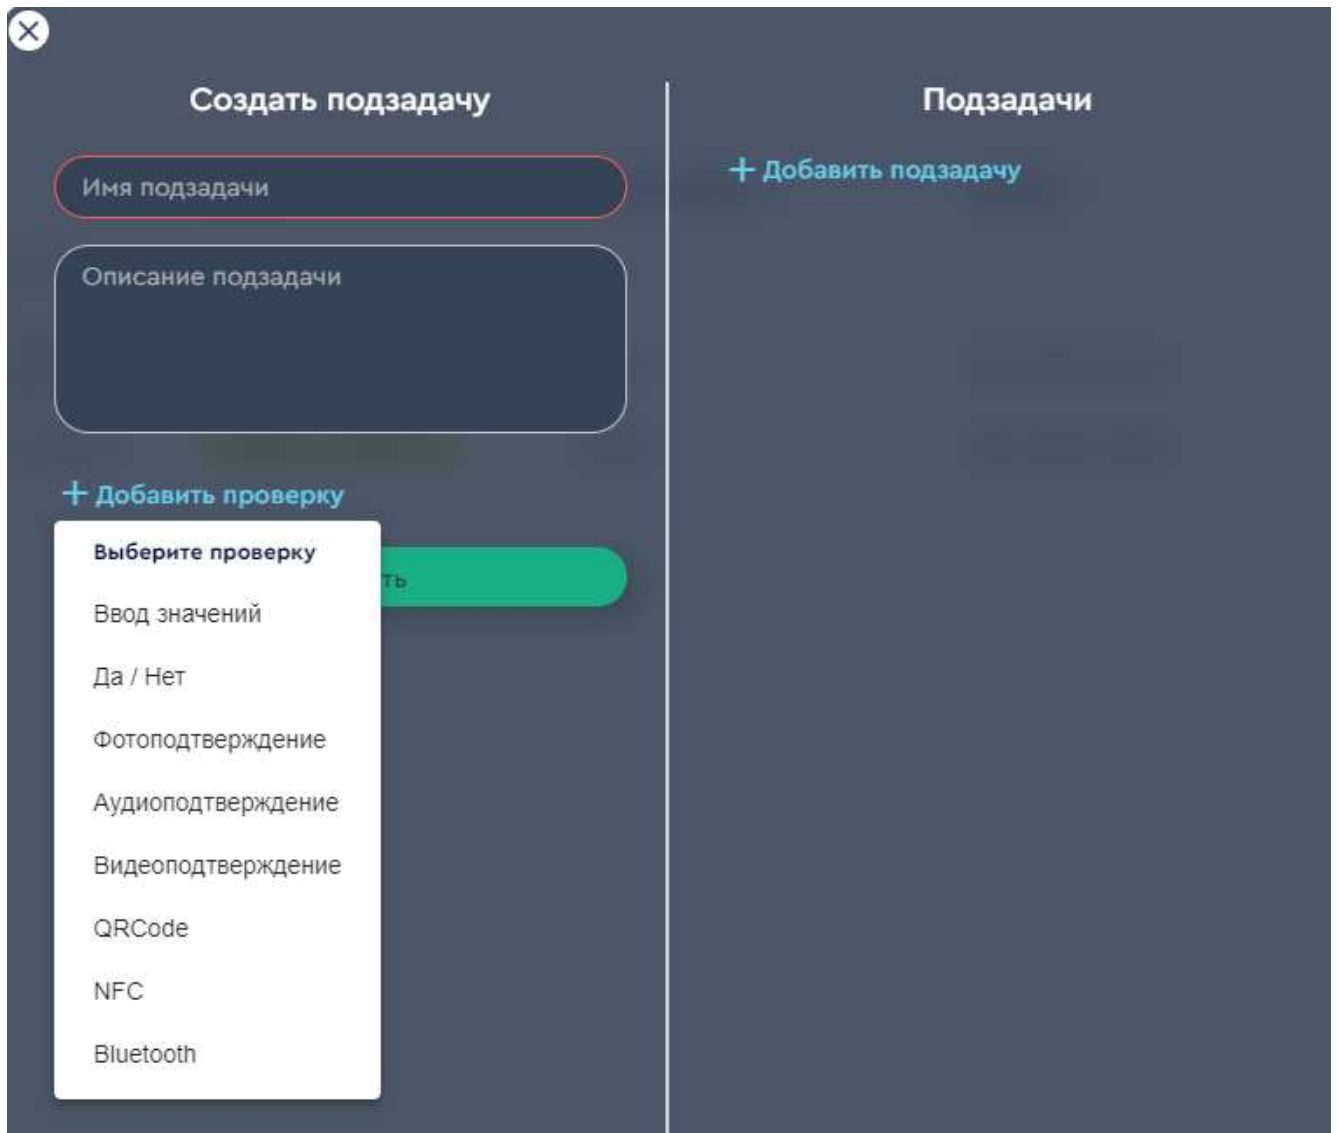 Создать подзадачу
Имя подзадачи
Описание подзадачи
+ Добавить проверку
Выберите проверку
Ввод значений
Да / Нет
Фотоподтверждение
Аудиоподтверждение
Видеоподтверждение
QRCode
NFC
Bluetooth
ть
Подзадачи
+ Добавить подзадачу